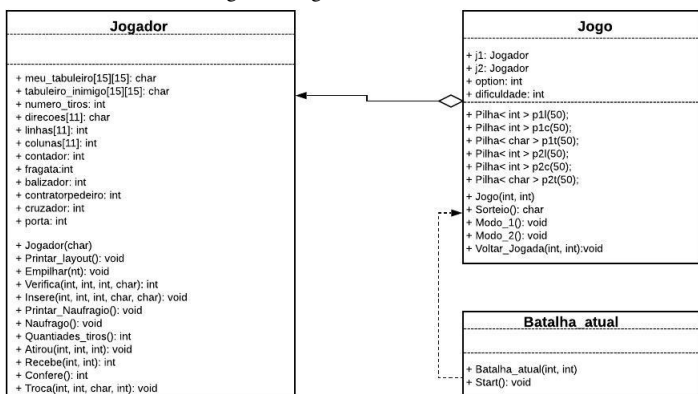 Jogador
+ meu_tabuleiro[15][15]: char
+ tabuleiro_inimigo[15][15]: char
+ numero_tiros: int
+ direcoes[11]: char
+ linhas[11]: int
+ colunas[11]: int
+ contador: int
+ fragata:int
+ balizador: int
+ contratorpedeiro: int
+ cruzador: int
+ porta: int
+ Jogador(char)
+ Printar_layout(): void
+ Empilhar(nt): void
+ Verifica(int, int, int, char): int
+ Insere(int, int, int, char, char): void
+ Printar_Naufragio(): void
+ Naufrago(): void
+ Quantiades_tiros(): int
+ Atirou(int, int, int): void
+ Recebe(int, int): int
+ Confere(): int
+ Troca(int, int, char, int): void
Jogo
+ j1: Jogador
+ j2: Jogador
+ option: int
+ dificuldade: int
+ Pilha< int > p1l(50);
+ Pilha< int > p1c(50);
+ Pilha< char > p1t(50);
+ Pilha< int > p2l(50);
+ Pilha< int > p2c(50);
+ Pilha< char > p2t(50);
+ Jogo(int, int)
+ Sorteio(): char
+ Modo_1(): void
+ Modo_2(): void
+ Voltar_Jogada(int, int):void
Batalha_atual
+ Batalha_atual(int, int)
+ Start(): void